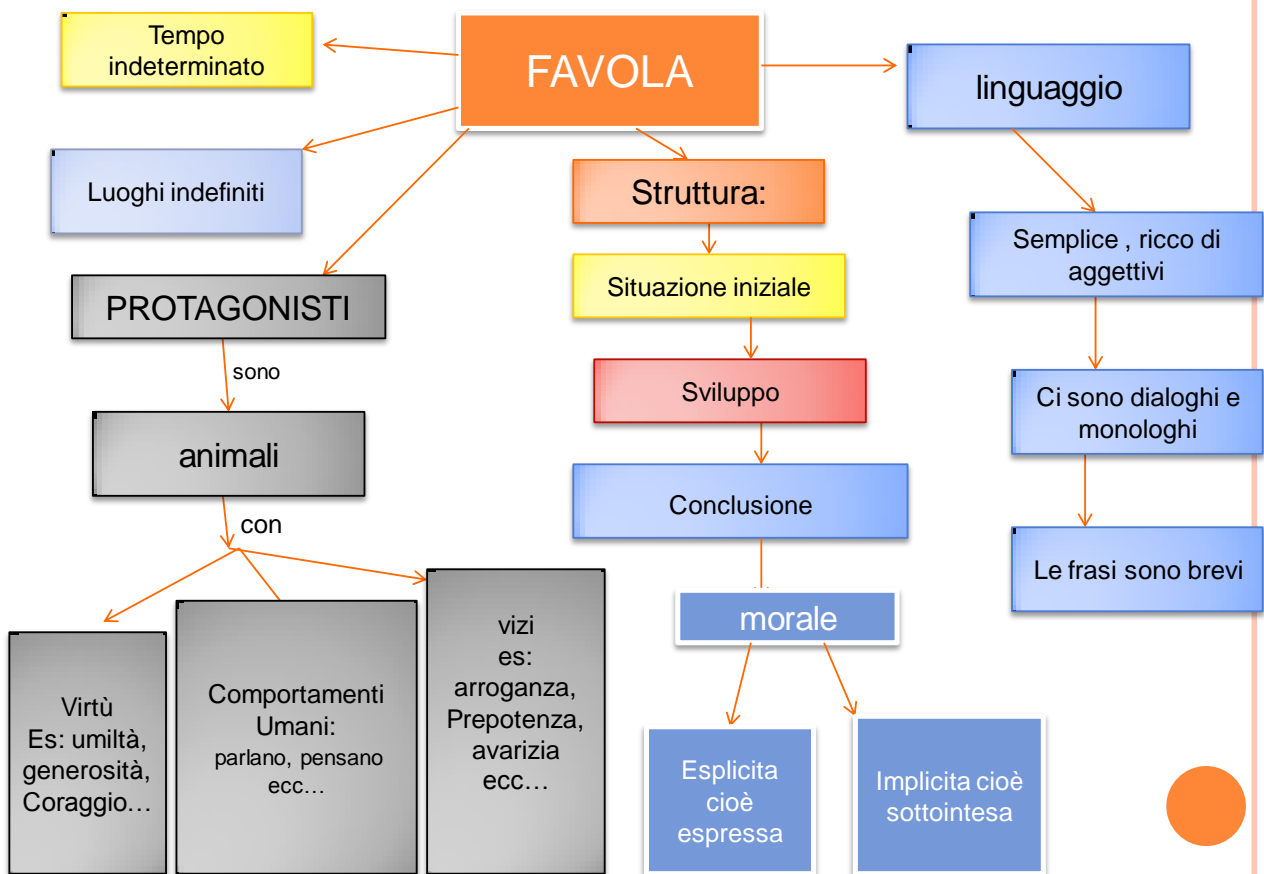 FAVOLA
Tempo
indeterminato
Luoghi indefiniti
PROTAGONISTI
sono
animali
con
Virtù
Es: umiltà,
generosità,
Coraggio…
Comportamenti
Umani:
parlano, pensano
ecc…
vizi
es:
arroganza,
Prepotenza,
avarizia
ecc…
Struttura:
Situazione iniziale
Sviluppo
Conclusione
morale
Esplicita
cioè
espressa
Implicita cioè
sottointesa
linguaggio
Semplice , ricco di
aggettivi
Ci sono dialoghi e
monologhi
Le frasi sono brevi